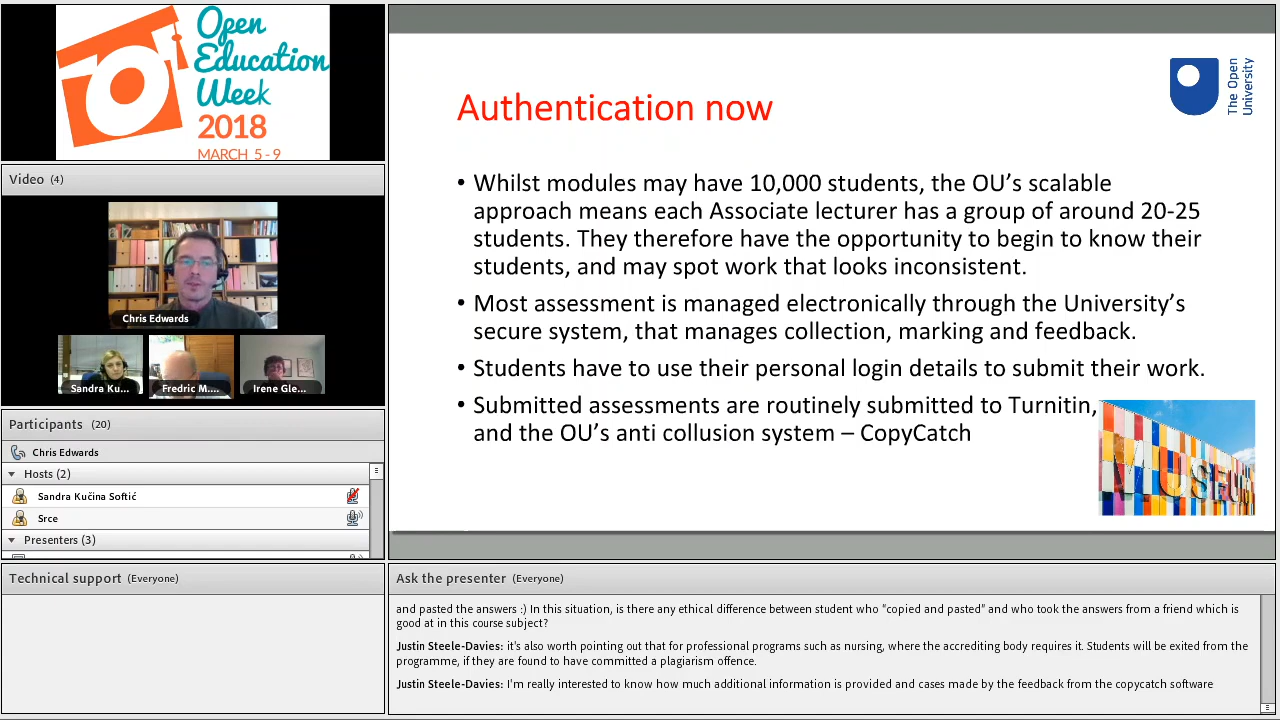 Open
Education
Week
2018
MARCH 5 - 9
Video (4)
Chris Edwards
Sandra Ku...
Fredric M....
Irene Gle...
Participants (20)
Chris Edwards
Hosts (2)
Sandra Kučina Softić
Srce
Presenters (3)
Technical support (Everyone)
The Open
University
Authentication now
• Whilst modules may have 10,000 students, the OU’s scalable
approach means each Associate lecturer has a group of around 20-25
students. They therefore have the opportunity to begin to know their
students, and may spot work that looks inconsistent.
• Most assessment is managed electronically through the University’s
secure system, that manages collection, marking and feedback.
• Students have to use their personal login details to submit their work.
• Submitted assessments are routinely submitted to Turnitin,
and the OU’s anti collusion system – CopyCatch
MUSEUM
Ask the presenter (Everyone)
and pasted the answers :) In this situation, is there any ethical difference between student who "copied and pasted" and who took the answers from a friend which is
good at in this course subject?
Justin Steele-Davies: it's also worth pointing out that for professional programs such as nursing, where the accrediting body requires it. Students will be exited from the
programme, if they are found to have committed a plagiarism offence.
Justin Steele-Davies: I'm really interested to know how much additional information is provided and cases made by the feedback from the copycatch software